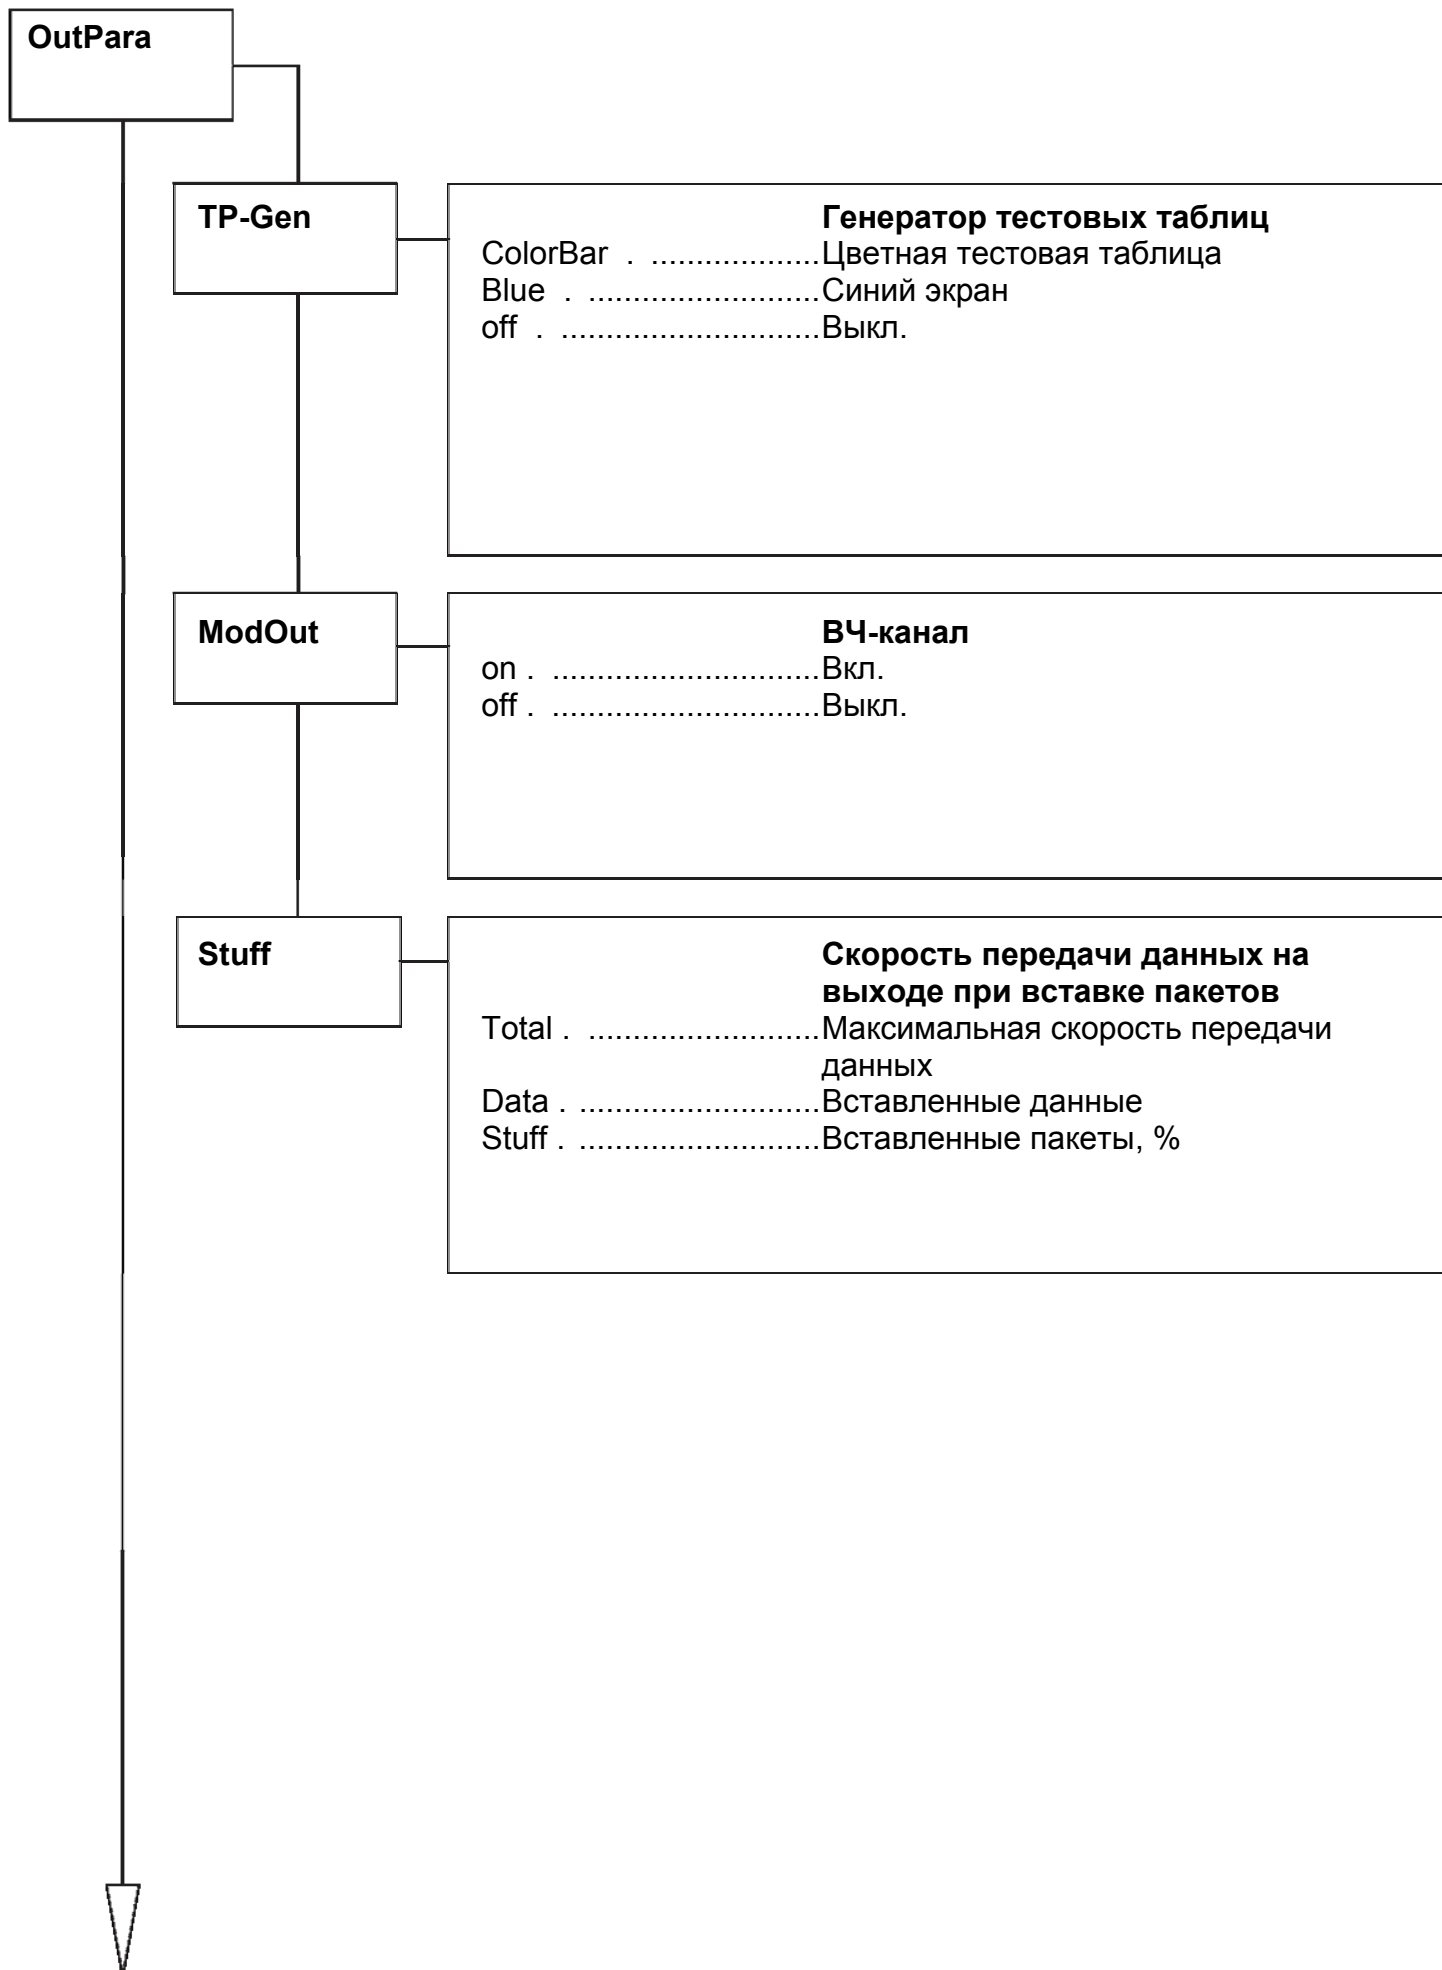 OutPara
TP-Gen
Генератор тестовых таблиц
ColorBar . ...................Цветная тестовая таблица
Blue . ..........................Синий экран
off . .............................Выкл.
ModOut
ВЧ-канал
on . ..............................Вкл.
off . ..............................Выкл.
Stuff
Скорость передачи данных на
выходе при вставке пакетов
Total . ..........................Максимальная скорость передачи
данных
Data . ...........................Вставленные данные
Stuff . ...........................Вставленные пакеты, %